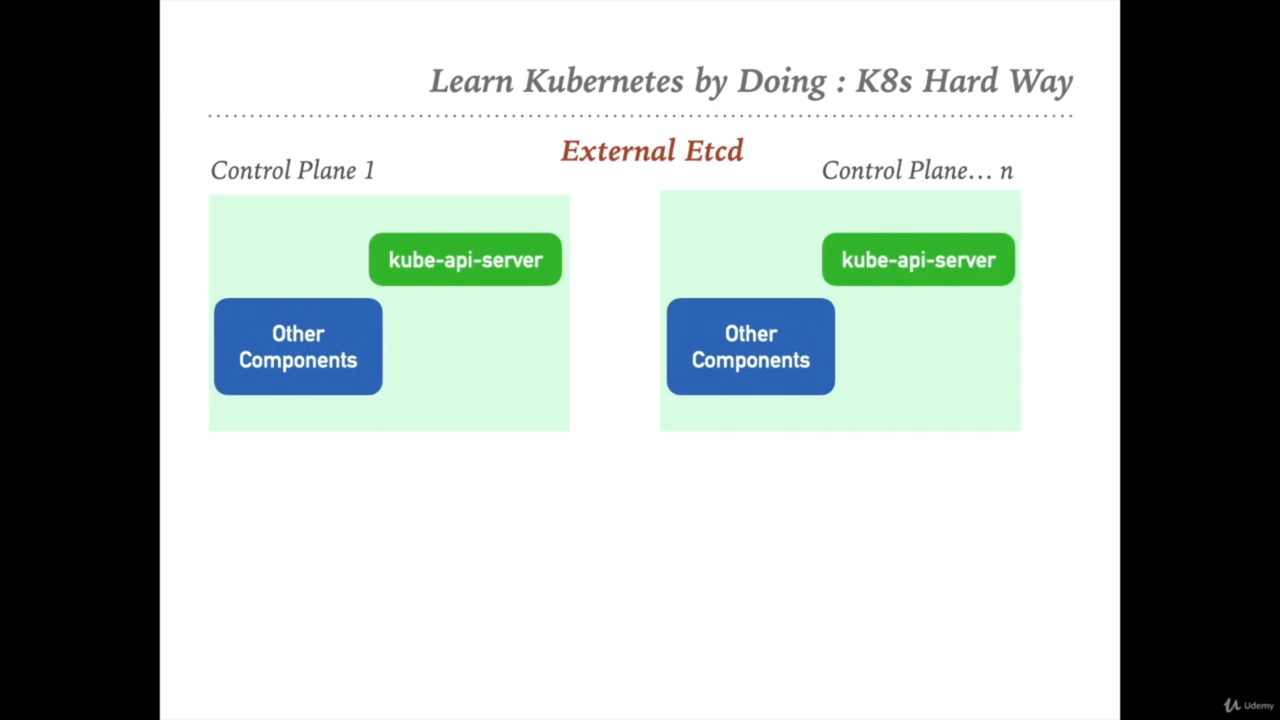 Learn Kubernetes by Doing : K8s Hard Way
External Etcd
Control Plane 1
Control Plane... n
kube-api-server
kube-api-server
Other
Components
Other
Components
Udemy